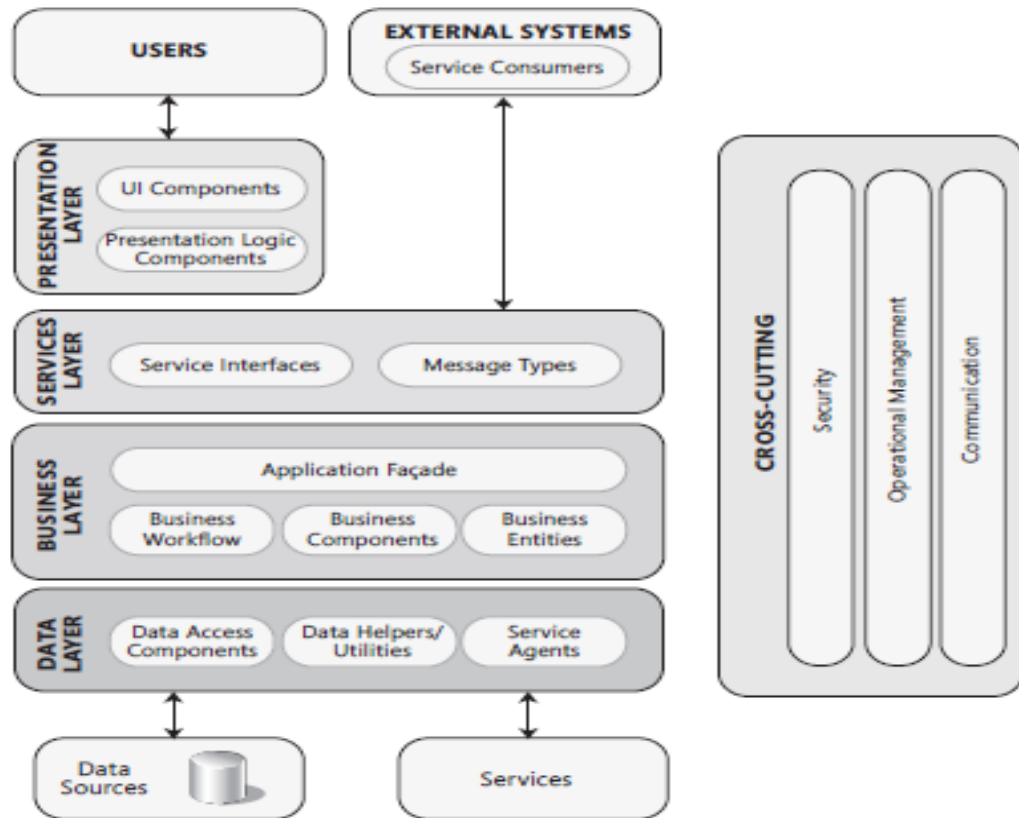 USERS
EXTERNAL SYSTEMS
Service Consumers
PRESENTATION
LAYER
UI Components
Presentation Logic
Components
SERVICES
LAYER
Service Interfaces
Message Types
BUSINESS
LAYER
Application Façade
Business
Workflow
Business
Components
Business
Entities
DATA
LAYER
Data Access
Components
Data Helpers/
Utilities
Service
Agents
Data
Sources
Services
CROSS-CUTTING
Security
Operational Management
Communication